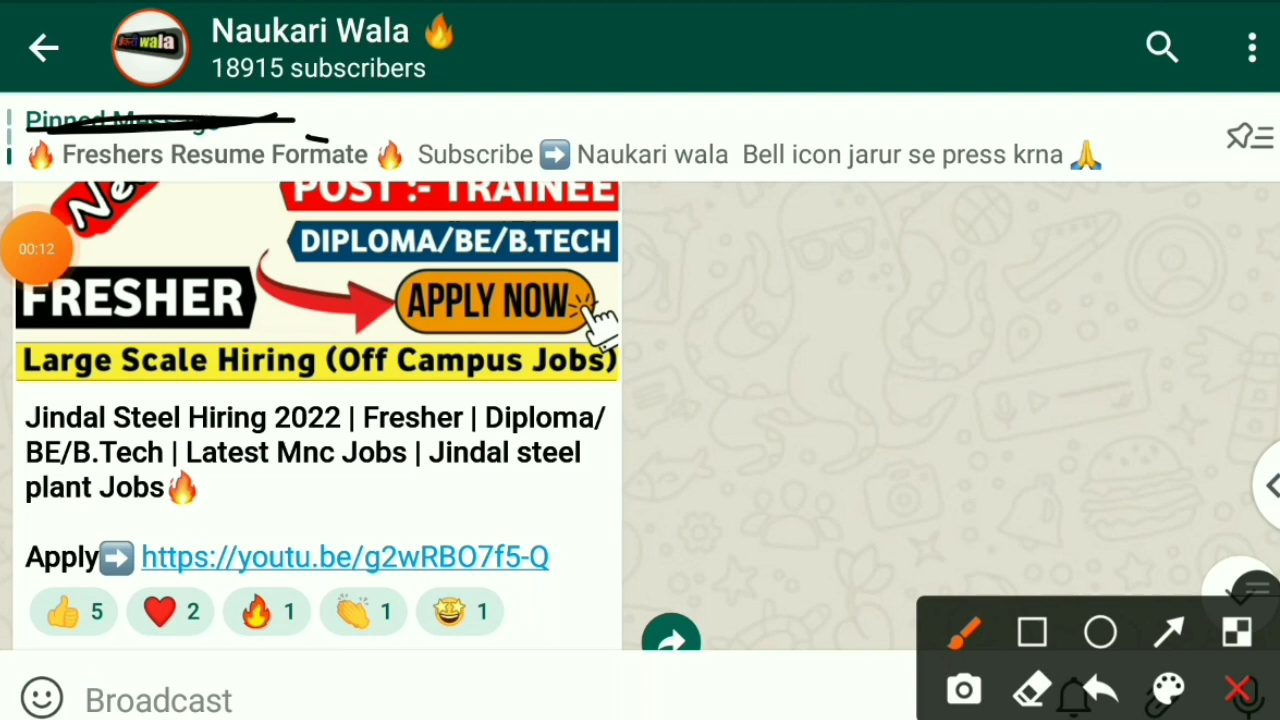 Naukari Wala 🔥
18915 subscribers
Pinned Message
🔥 Freshers Resume Formate 🔥 Subscribe ➡️ Naukari wala Bell icon jarur se press krna 🙏
New
POST :- TRAINEE
00:12
DIPLOMA/BE/B.TECH
FRESHER
APPLY NOW
Large Scale Hiring (Off Campus Jobs)
Jindal Steel Hiring 2022 | Fresher | Diploma/
BE/B.Tech | Latest Mnc Jobs | Jindal steel
plant Jobs🔥
Apply➡️ https://youtu.be/g2wRBO7f5-Q
👍 5 ❤️ 2 🔥 1 👏 1 🤩 1
Broadcast